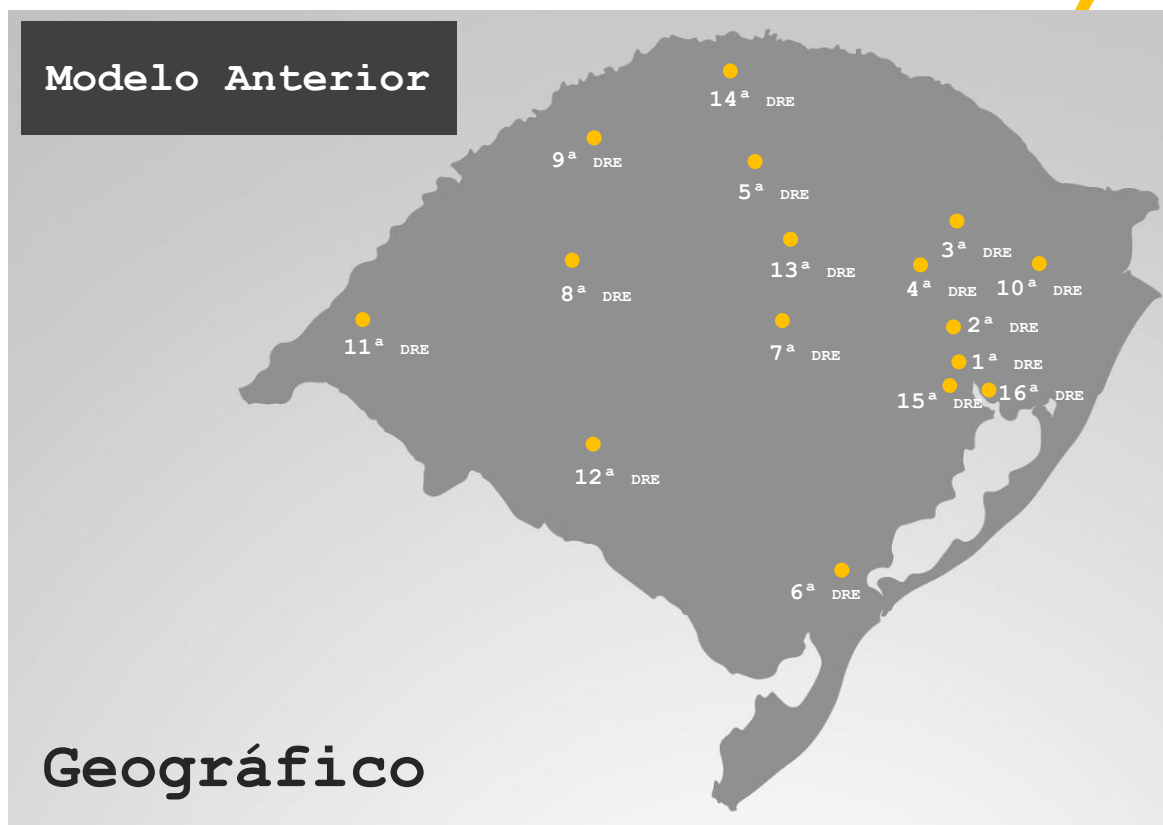 Modelo Anterior
14ª DRE
9ª DRE
5ª DRE
3ª DRE
13ª DRE
4ª DRE
10ª DRE
8ª DRE
2ª DRE
11ª DRE
7ª DRE
1ª DRE
15ª DRE
16ª DRE
12ª DRE
6ª DRE
Geográfico